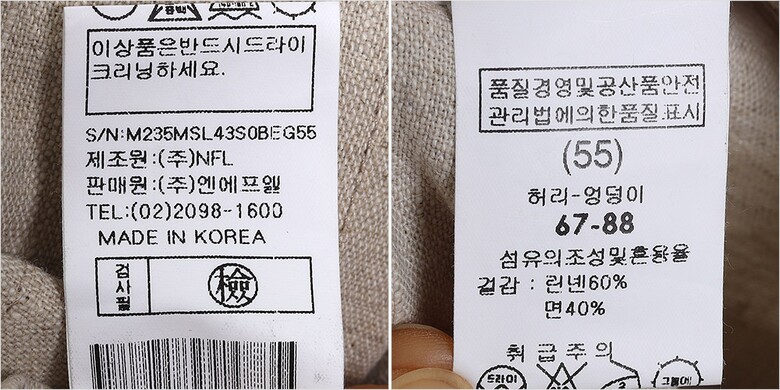 이상품은반드시드라이
크리닝하세요.
S/N:M235MSL43S0BEG55
제조원:(주)NFL
판매원:(주)엔에프엘
TEL:(02)2098-1600
MADE IN KOREA
검사필
檢
품질경영및공산품안전
관리법에의한품질표시
(55)
허리-엉덩이
67-88
섬유의조성및혼용율
겉감 : 린넨60%
면40%
취급주의
드라이